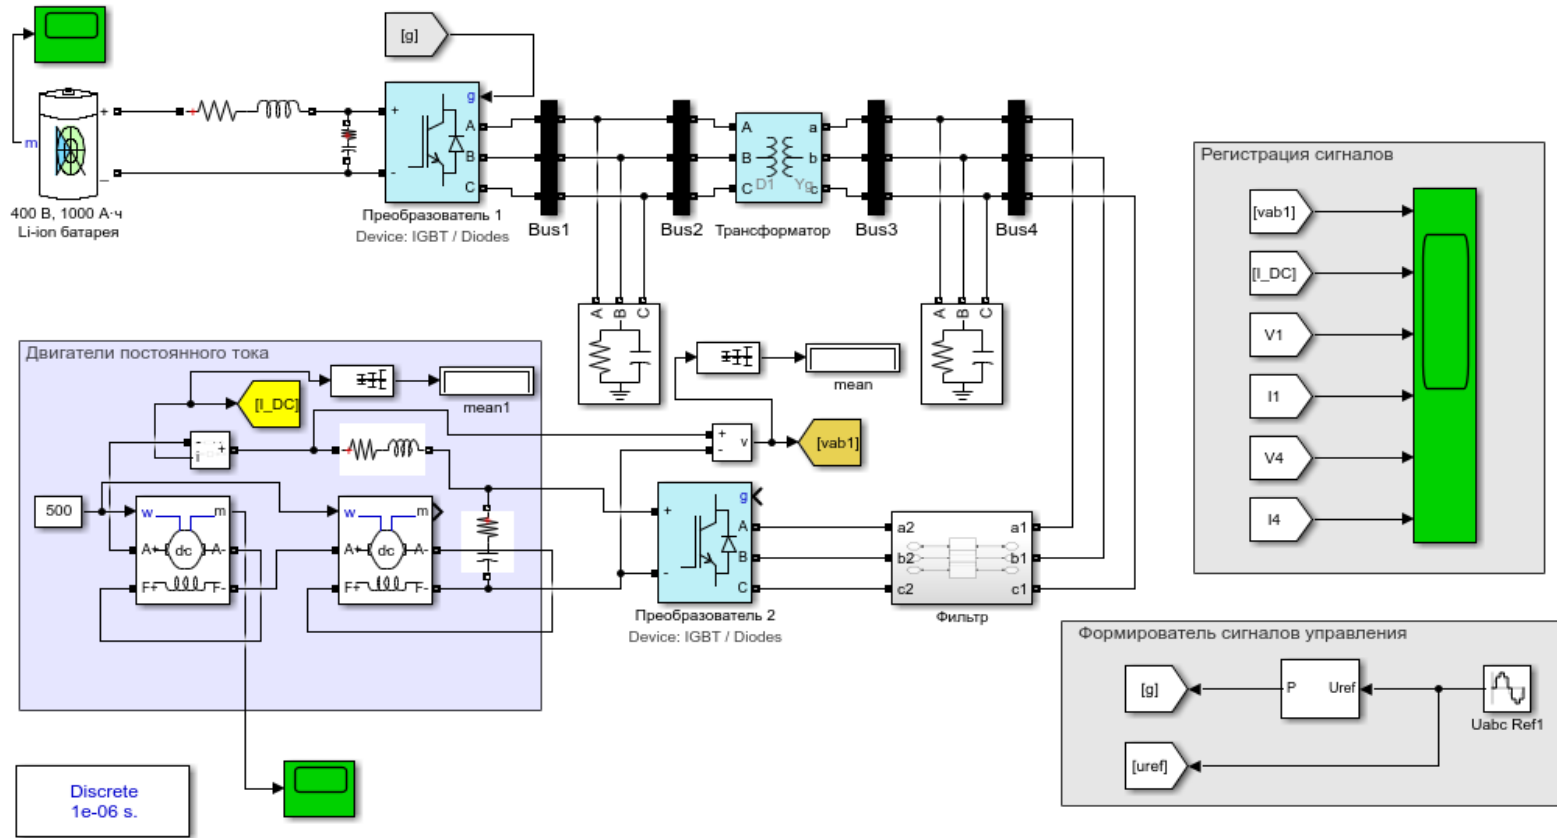 [g]
m
+
_
400 В, 1000 А·ч
Li-ion батарея
g
+
-
A
B
C
Преобразователь 1
Device: IGBT / Diodes
Bus1
Bus2
A
B
C
a
b
c
D1
Yg
Трансформатор
Bus3
Bus4
A B C
A B C
Регистрация сигналов
[vab1]
[I_DC]
V1
I1
V4
I4
Двигатели постоянного тока
[I_DC]
mean1
mean
- +
i
+
-
v
[vab1]
500
w m
A+ dc A-
F+ F-
w m
A+ dc A-
F+ F-
g
+
-
A
B
C
Преобразователь 2
Device: IGBT / Diodes
a2 a1
b2 b1
c2 c1
Фильтр
Формирователь сигналов управления
[g]
P Uref
Uabc Ref1
[uref]
Discrete
1e-06 s.